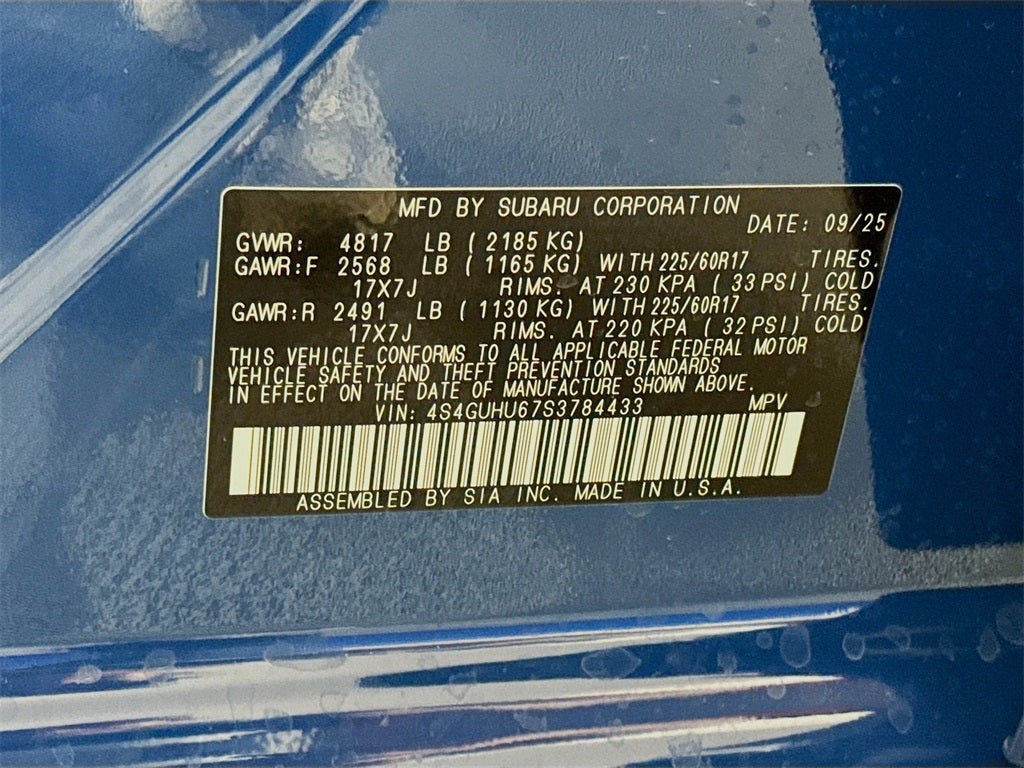 MFD BY SUBARU CORPORATION
DATE: 09/25
GVWR: 4817 LB (2185 KG)
GAWR:F 2568 LB (1165 KG) WITH 225/60R17 TIRES.
17X7J RIMS. AT 230 KPA (33 PSI) COLD
GAWR:R 2491 LB (1130 KG) WITH 225/60R17 TIRES.
17X7J RIMS. AT 220 KPA (32 PSI) COLD
THIS VEHICLE CONFORMS TO ALL APPLICABLE FEDERAL MOTOR
VEHICLE SAFETY AND THEFT PREVENTION STANDARDS
IN EFFECT ON THE DATE OF MANUFACTURE SHOWN ABOVE.
VIN: 4S4GUHU67S3784433 MPV
ASSEMBLED BY SIA INC. MADE IN U.S.A.